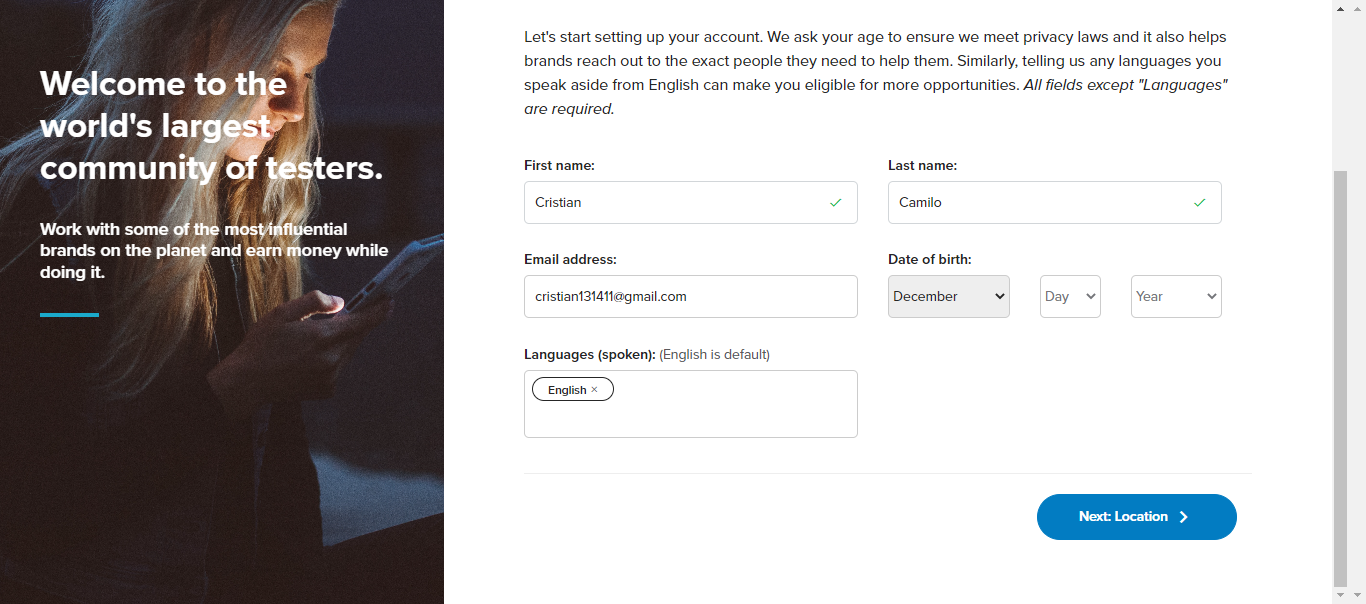 Welcome to the
world's largest
community of testers.
Work with some of the most influential
brands on the planet and earn money while
doing it.
Let's start setting up your account. We ask your age to ensure we meet privacy laws and it also helps
brands reach out to the exact people they need to help them. Similarly, telling us any languages you
speak aside from English can make you eligible for more opportunities. All fields except "Languages"
are required.
First name:
Last name:
Cristian
Camilo
Email address:
Date of birth:
cristian131411@gmail.com
December
Day
Year
Languages (spoken): (English is default)
English ×
Next: Location